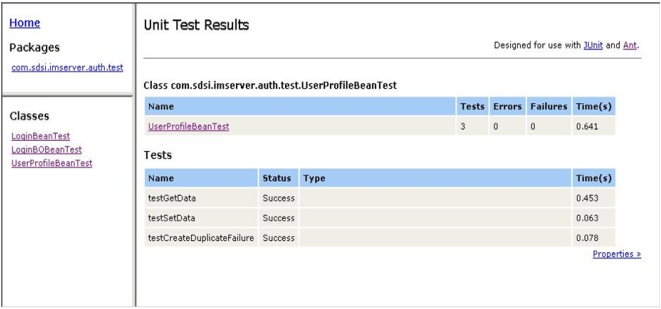 Home
Packages
com.sdsi.imserver.auth.test
Classes
LoginBeanTest
LoginBOBeanTest
UserProfileBeanTest
Unit Test Results
Designed for use with JUnit and Ant.
Class com.sdsi.imserver.auth.test.UserProfileBeanTest
Name Tests Errors Failures Time(s)
UserProfileBeanTest 3 0 0 0.641
Tests
Name Status Type Time(s)
testGetData Success 0.453
testSetData Success 0.063
testCreateDuplicateFailure Success 0.078
Properties »